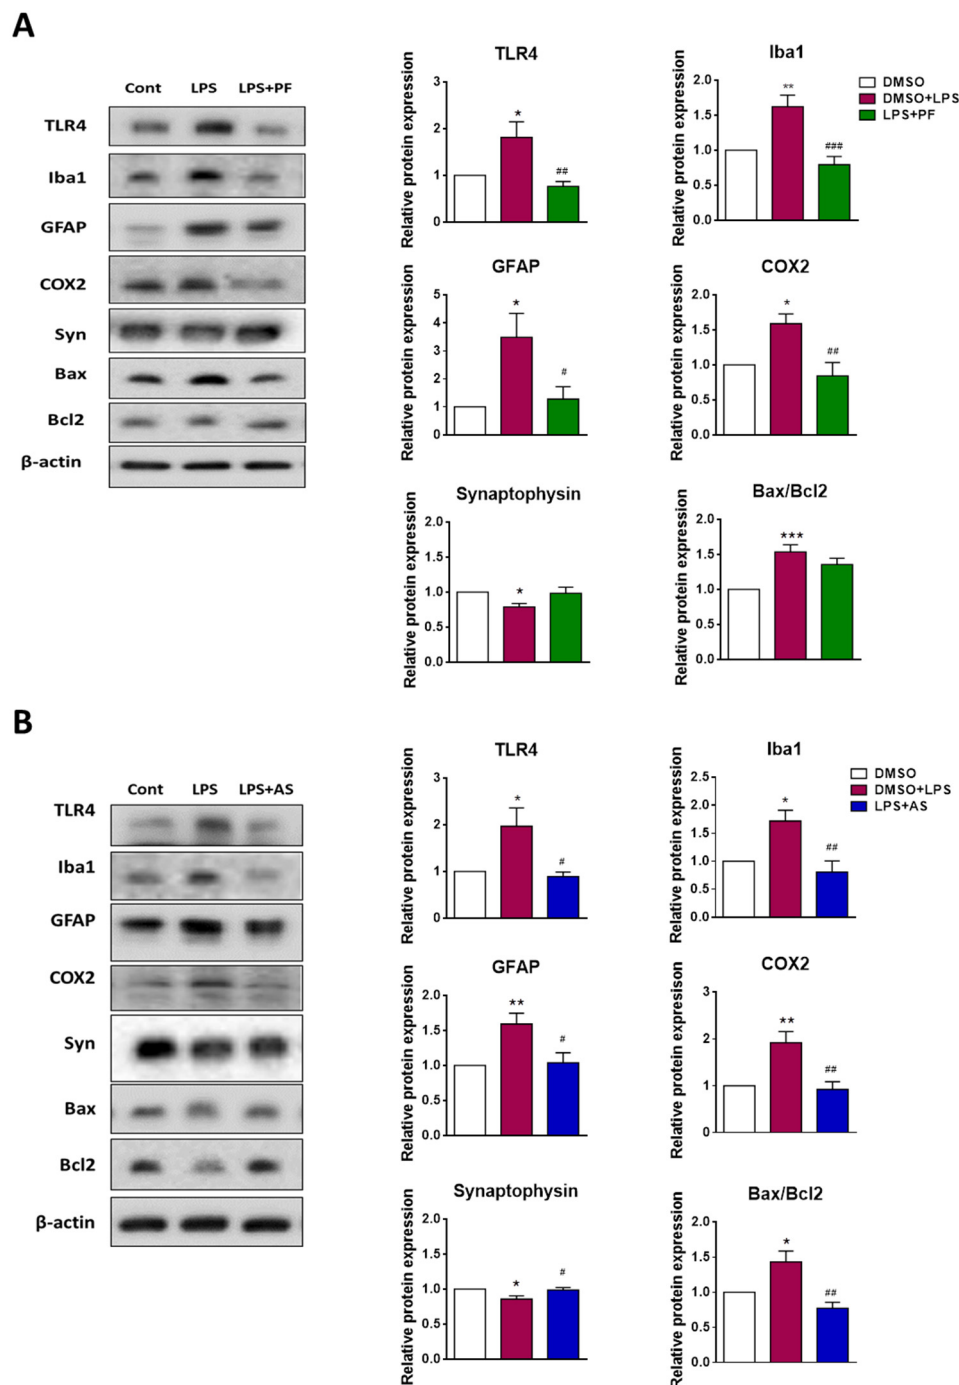 A
Cont LPS LPS+PF
TLR4
Iba1
GFAP
COX2
Syn
Bax
Bcl2
β-actin
TLR4
Relative protein expression
3
2
1
0
*
##
Iba1
Relative protein expression
2.0
1.5
1.0
0.5
0.0
**
###
DMSO
DMSO+LPS
LPS+PF
GFAP
Relative protein expression
5
4
3
2
1
0
*
#
COX2
Relative protein expression
2.0
1.5
1.0
0.5
0.0
*
##
Synaptophysin
Relative protein expression
2.0
1.5
1.0
0.5
0.0
*
Bax/Bcl2
Relative protein expression
2.0
1.5
1.0
0.5
0.0
***
B
Cont LPS LPS+AS
TLR4
Iba1
GFAP
COX2
Syn
Bax
Bcl2
β-actin
TLR4
Relative protein expression
3
2
1
0
*
#
Iba1
Relative protein expression
2.5
2.0
1.5
1.0
0.5
0.0
*
##
DMSO
DMSO+LPS
LPS+AS
GFAP
Relative protein expression
2.0
1.5
1.0
0.5
0.0
**
#
COX2
Relative protein expresison
3
2
1
0
**
##
Synaptophysin
Relative protein expression
2.0
1.5
1.0
0.5
0.0
*
#
Bax/Bcl2
Relative protein expression
2.0
1.5
1.0
0.5
0.0
*
##